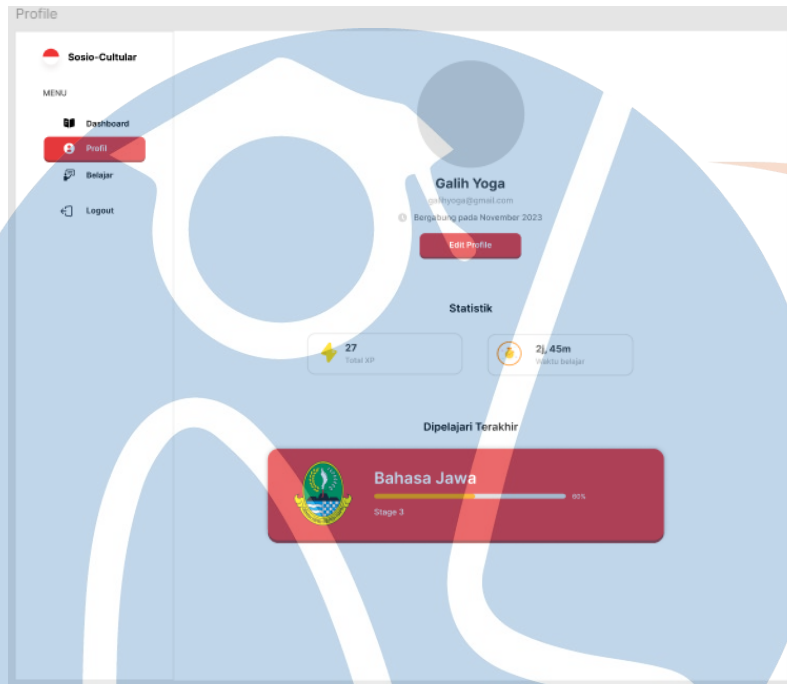 Profile
Sosio-Cultular
MENU
Dashboard
Profil
Belajar
Logout
Galih Yoga
galihyoga@gmail.com
Bergabung pada November 2023
Edit Profile
Statistik
27
Total XP
2j, 45m
Waktu belajar
Dipelajari Terakhir
Bahasa Jawa
60%
Stage 3